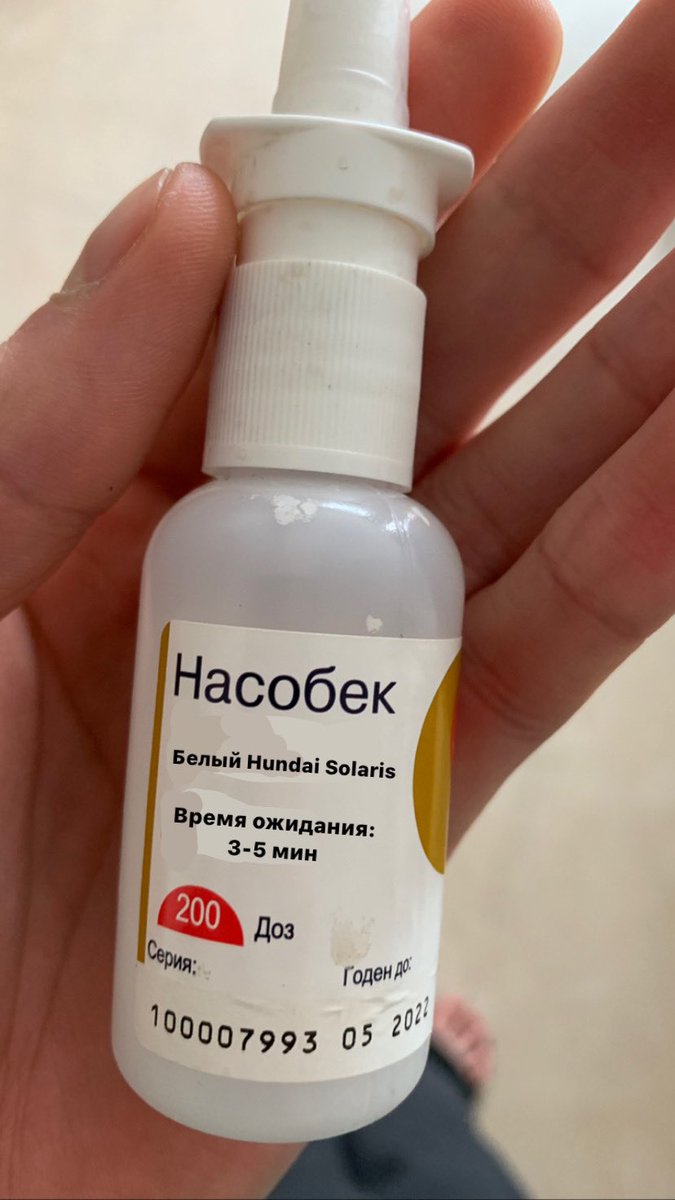 Насобек
Белый Hundai Solaris
Время ожидания:
3-5 мин
200 Доз
Серия: Годен до:
100007993 05 2022